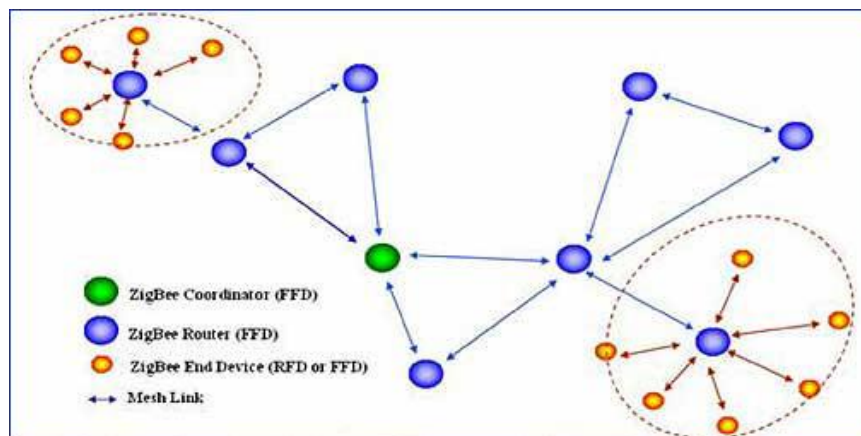 ZigBee Coordinator (FFD)
ZigBee Router (FFD)
ZigBee End Device (RFD or FFD)
Mesh Link